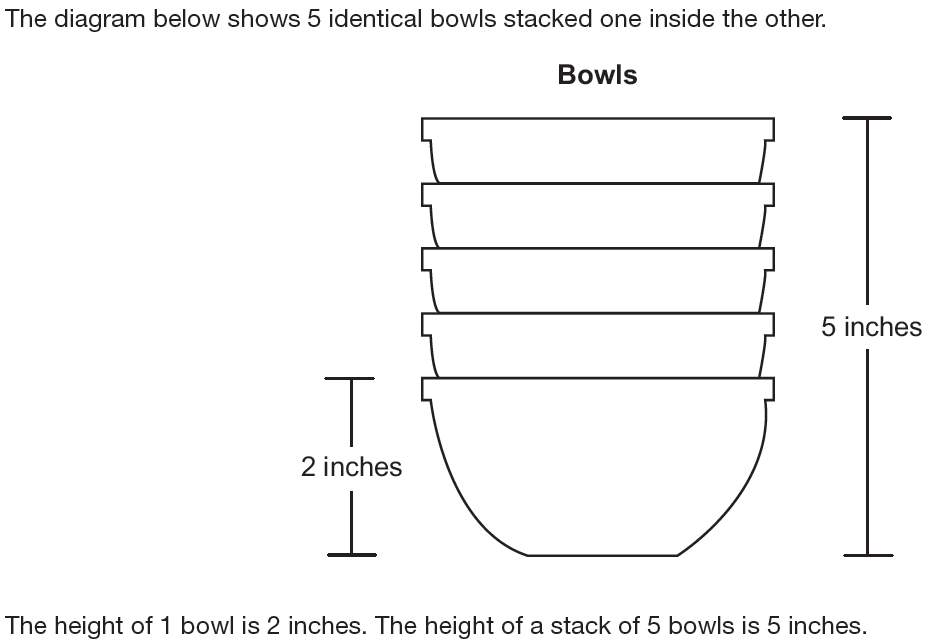 The diagram below shows 5 identical bowls stacked one inside the other.
Bowls
5 inches
2 inches
The height of 1 bowl is 2 inches. The height of a stack of 5 bowls is 5 inches.